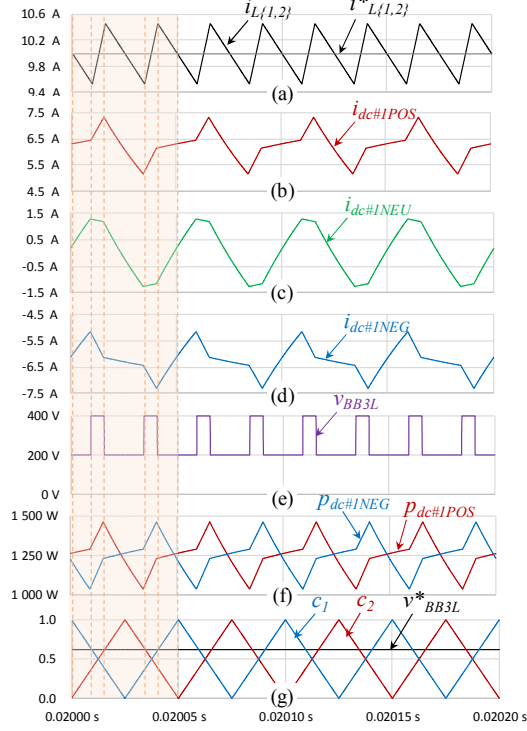 10.6 A
10.2 A
9.8 A
9.4 A
i_{L{1,2}} i*_{L{1,2}}
(a)
7.5 A
6.5 A
5.5 A
4.5 A
i_{dc#1POS}
(b)
1.5 A
0.5 A
-0.5 A
-1.5 A
i_{dc#1NEU}
(c)
-4.5 A
-5.5 A
-6.5 A
-7.5 A
i_{dc#1NEG}
(d)
400 V
200 V
0 V
v_{BB3L}
(e)
1 500 W
1 250 W
1 000 W
p_{dc#1NEG} p_{dc#1POS}
(f)
1.0
0.5
0.0
c_1 c_2 v*_{BB3L}
(g)
0.02000 s 0.02005 s 0.02010 s 0.02015 s 0.02020 s